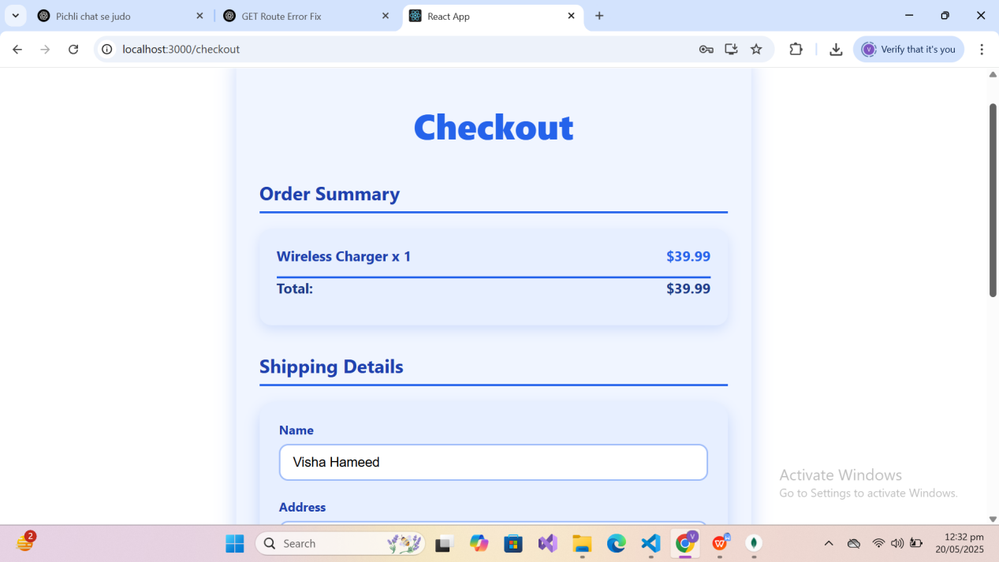 Pichli chat se judo
GET Route Error Fix
React App
localhost:3000/checkout
V
Verify that it's you
Checkout
Order Summary
Wireless Charger x 1 $39.99
Total: $39.99
Shipping Details
Name
Visha Hameed
Address
Activate Windows
Go to Settings to activate Windows.
2
Search
V
W
12:32 pm
20/05/2025